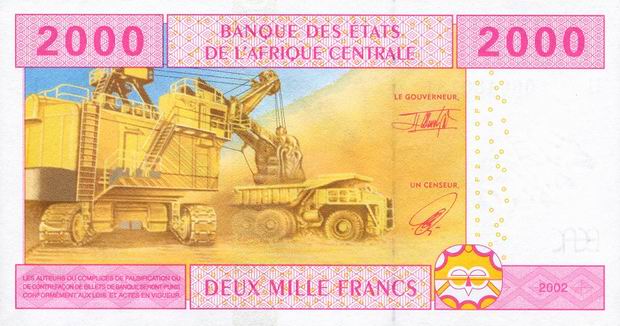 2000
BANQUE DES ÉTATS
DE L'AFRIQUE CENTRALE
2000
LE GOUVERNEUR,
UN CENSEUR,
LES AUTEURS OU COMPLICES DE FALSIFICATION OU
DE CONTREFAÇON DE BILLETS DE BANQUE SERONT PUNIS
CONFORMÉMENT AUX LOIS ET ACTES EN VIGUEUR.
DEUX MILLE FRANCS
2002